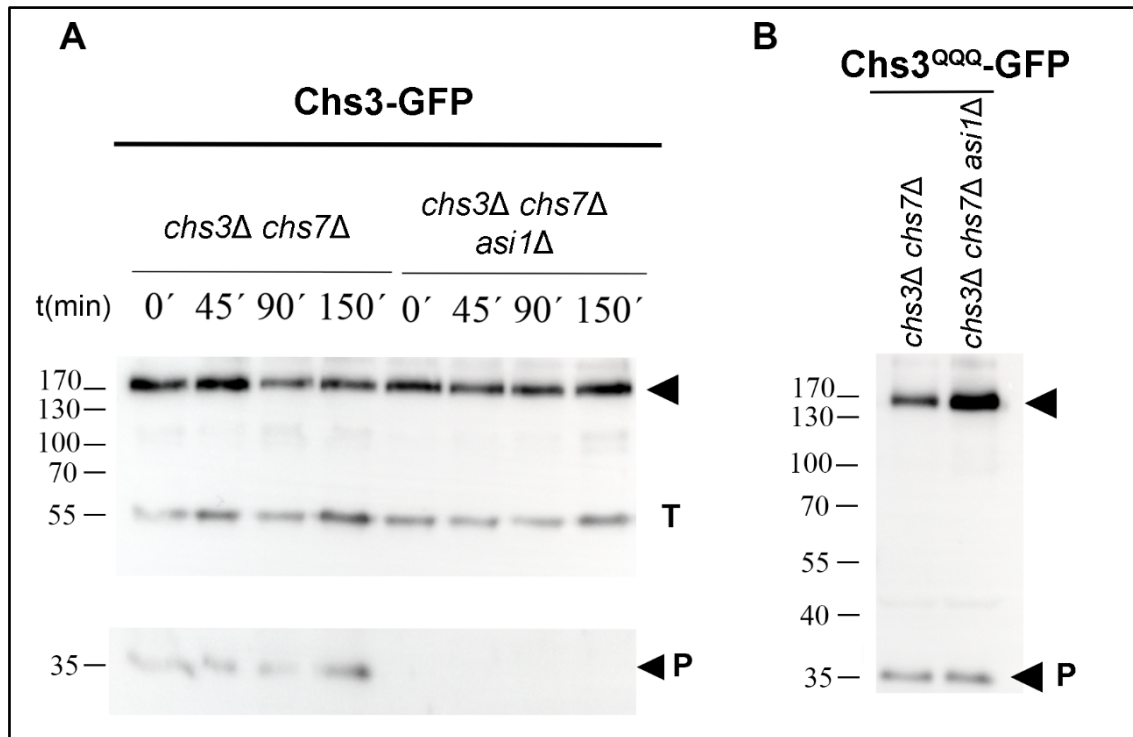 A
Chs3-GFP
chs3Δ chs7Δ
chs3Δ chs7Δ
asi1Δ
t(min) 0´ 45´ 90´ 150´ 0´ 45´ 90´ 150´
170
130
100
70
55
T
35
P
B
Chs3QQQ-GFP
chs3Δ chs7Δ
chs3Δ chs7Δ asi1Δ
170
130
100
70
55
40
35
P